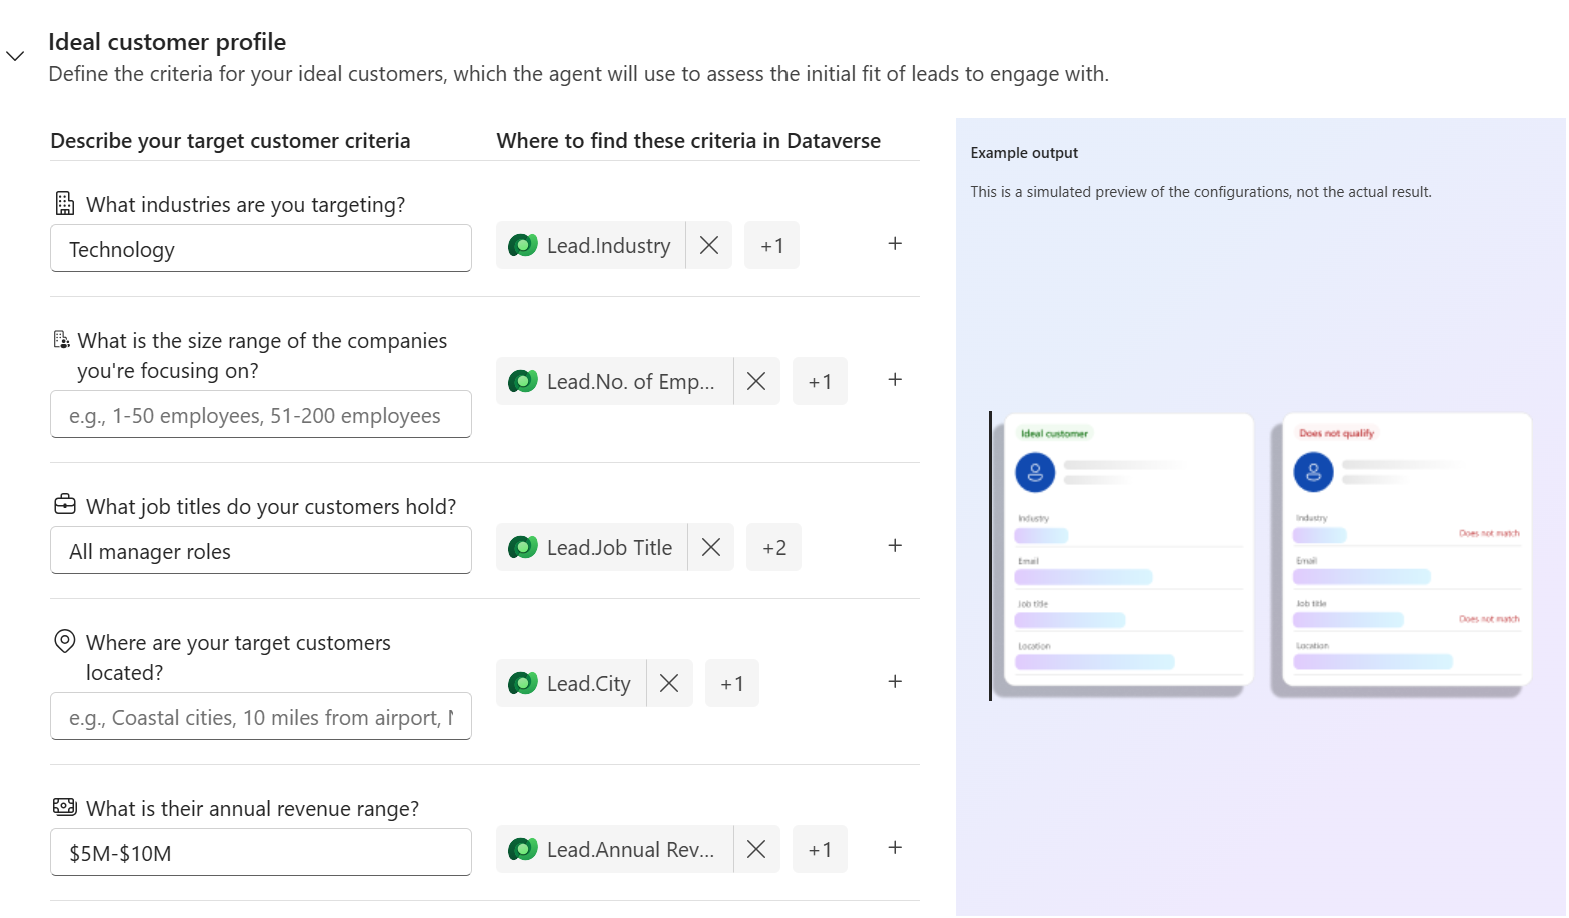 Ideal customer profile
Define the criteria for your ideal customers, which the agent will use to assess the initial fit of leads to engage with.
Describe your target customer criteria
Where to find these criteria in Dataverse
What industries are you targeting?
Technology
Lead.Industry
+1
What is the size range of the companies
you're focusing on?
e.g., 1-50 employees, 51-200 employees
Lead.No. of Emp...
+1
What job titles do your customers hold?
All manager roles
Lead.Job Title
+2
Where are your target customers
located?
e.g., Coastal cities, 10 miles from airport,
Lead.City
+1
What is their annual revenue range?
$5M-$10M
Lead.Annual Rev...
+1
Example output
This is a simulated preview of the configurations, not the actual result.
Ideal customer
Industry
Email
Job title
Location
Does not qualify
Industry
Does not match
Email
Job title
Does not match
Location